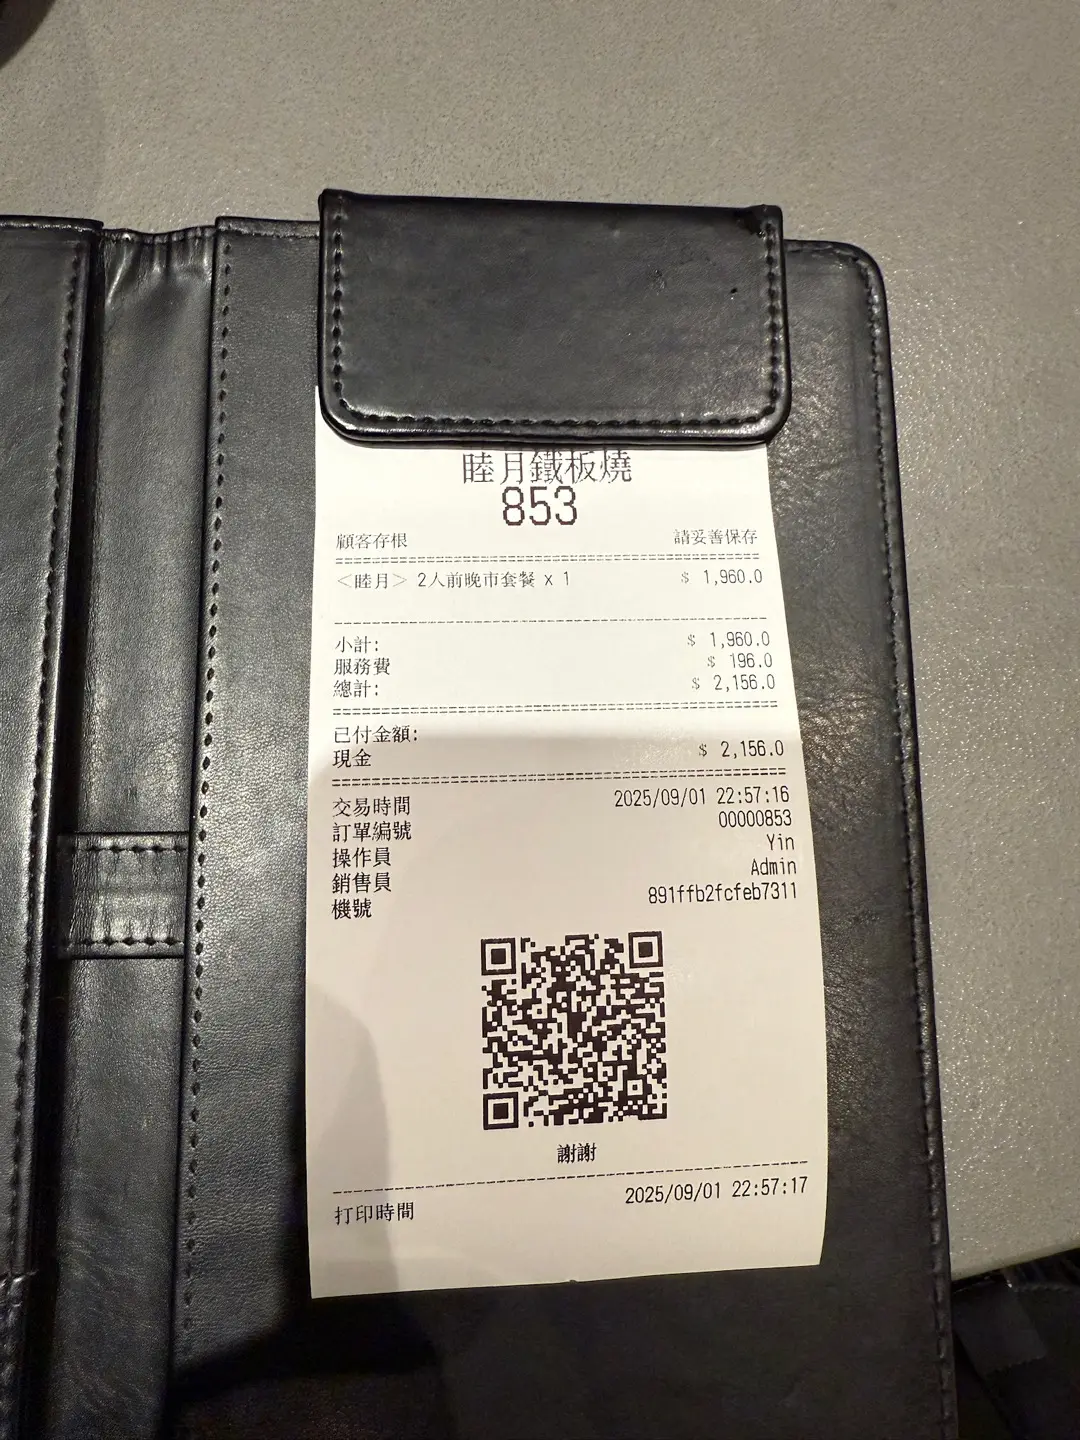 睦月鐵板燒
853
顧客存根 請妥善保存
<睦月> 2人前晚市套餐 x 1 $ 1,960.0
小計: $ 1,960.0
服務費 $ 196.0
總計: $ 2,156.0
已付金額:
現金 $ 2,156.0
交易時間 2025/09/01 22:57:16
訂單編號 00000853
操作員 Yin
銷售員 Admin
機號 891ffb2fcfeb7311
謝謝
打印時間 2025/09/01 22:57:17